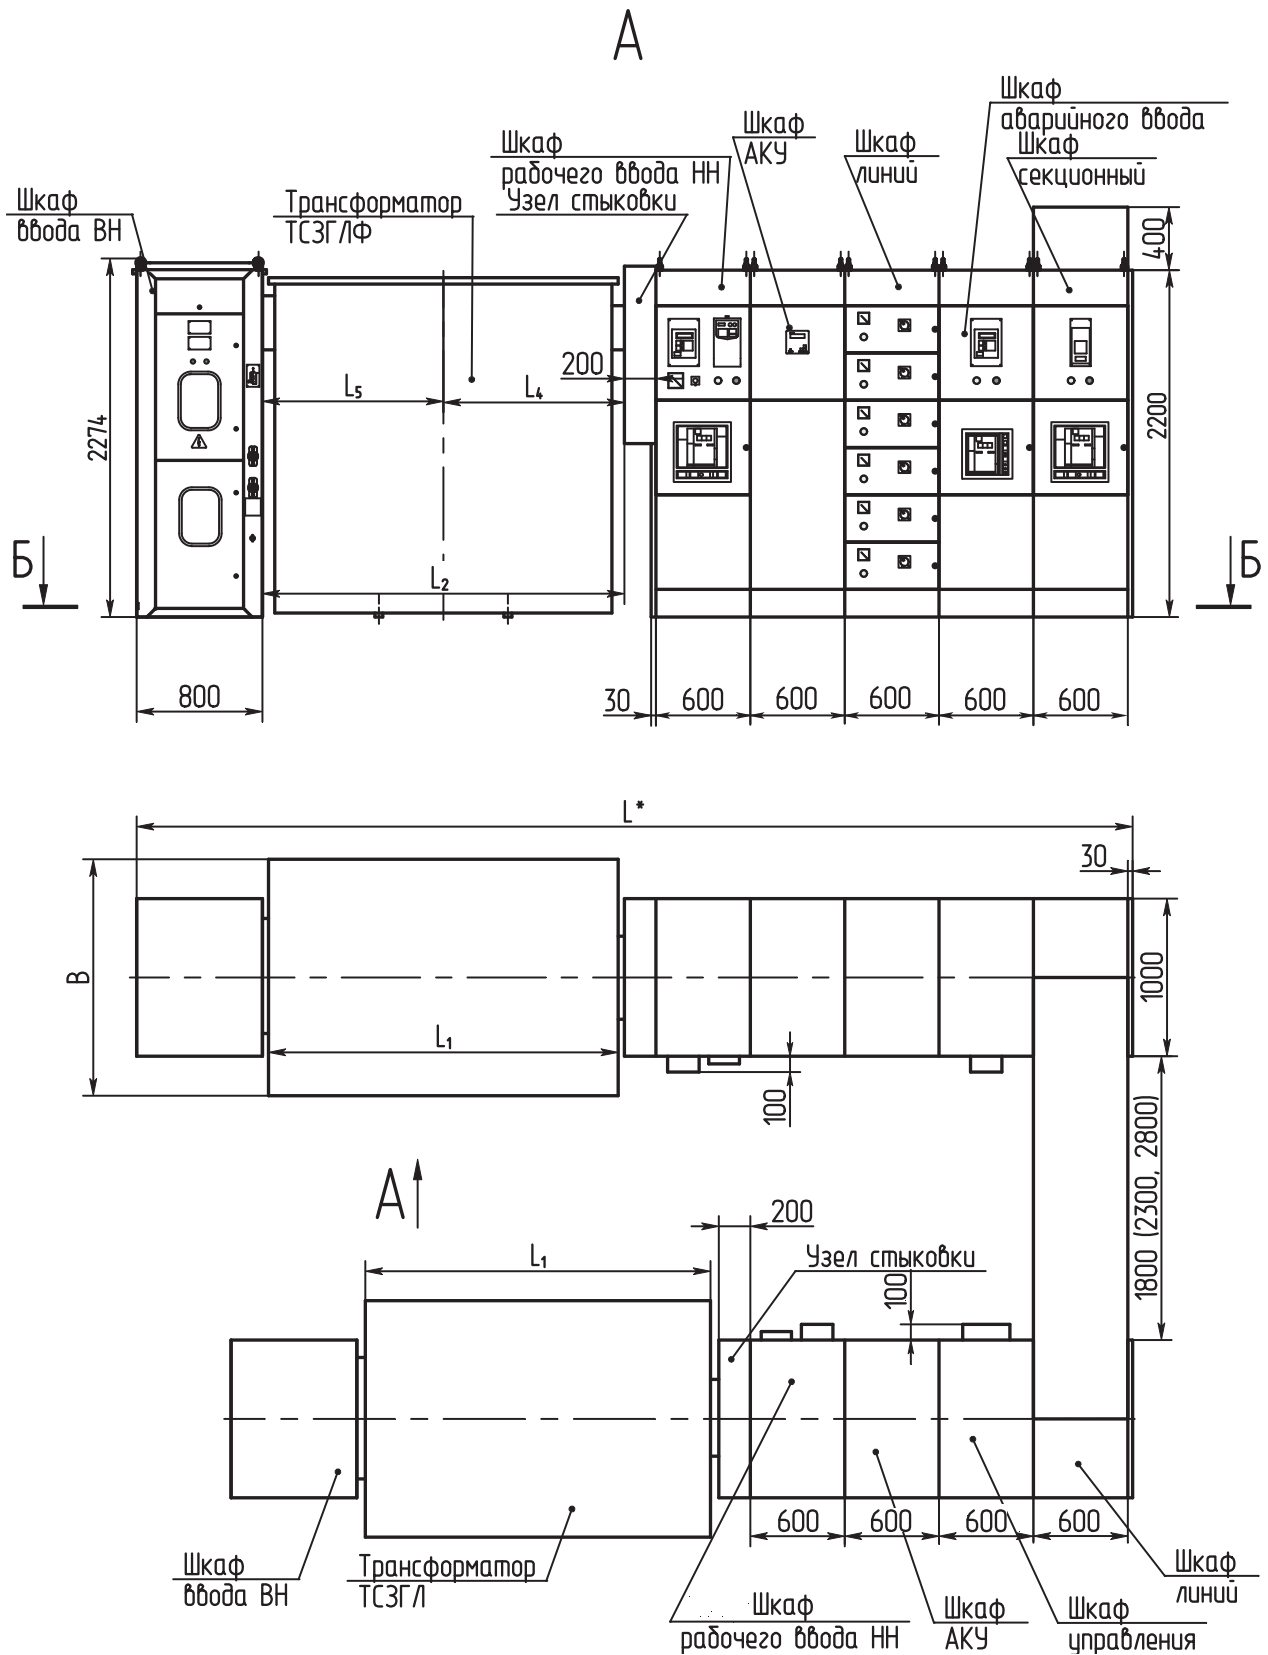 А
Шкаф
аварийного ввода
Шкаф
АКУ
Шкаф
рабочего ввода НН
Шкаф
линий
Шкаф
секционный
Шкаф
ввода ВН
Трансформатор
ТСЗГЛФ
Узел стыковки
400
200
L5
L4
2274
2200
Б
Б
L2
800
30
600
600
600
600
600
L*
30
В
1000
L1
100
1800 (2300, 2800)
А
200
L1
Узел стыковки
100
600
600
600
600
Шкаф
ввода ВН
Трансформатор
ТСЗГЛ
Шкаф
рабочего ввода НН
Шкаф
АКУ
Шкаф
управления
Шкаф
линий